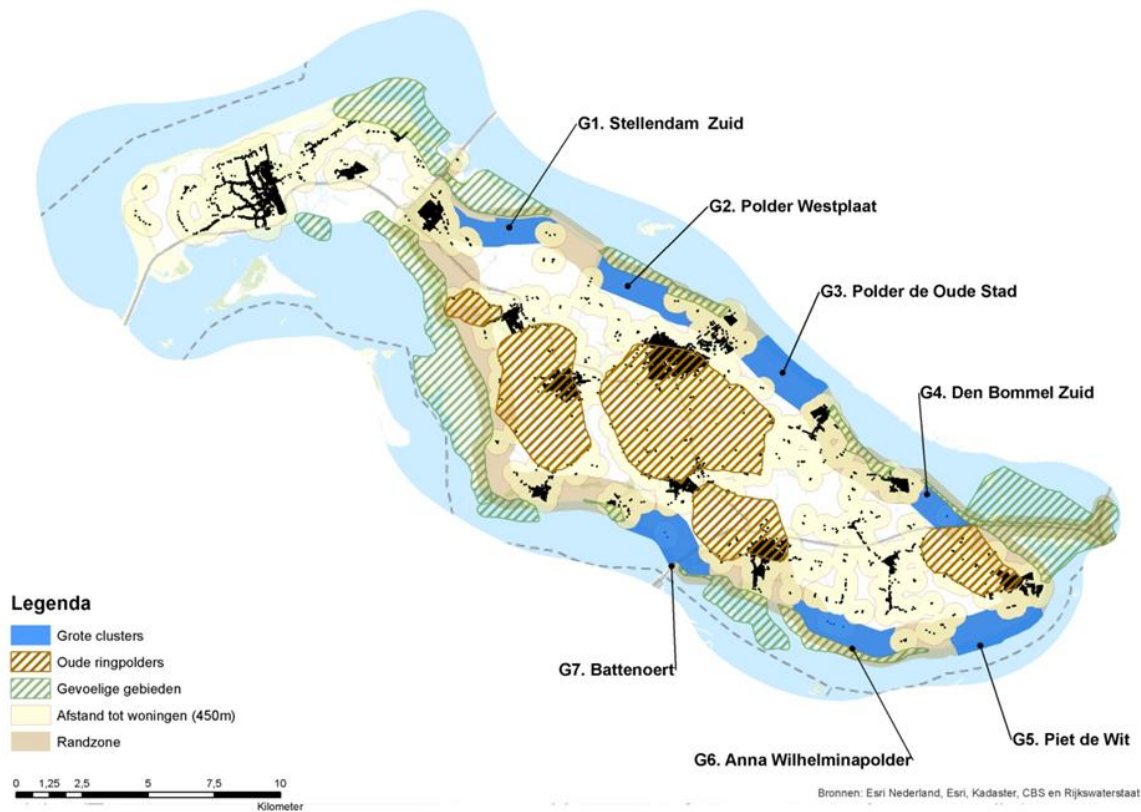 G1. Stellendam Zuid
G2. Polder Westplaat
G3. Polder de Oude Stad
G4. Den Bommel Zuid
G7. Battenoert
G5. Piet de Wit
G6. Anna Wilhelminapolder
Legenda
Grote clusters
Oude ringpolders
Gevoelige gebieden
Afstand tot woningen (450m)
Randzone
0 1,25 2,5 5 7,5 10
Kilometer
Bronnen: Esri Nederland, Esri, Kadaster, CBS en Rijkswaterstaat